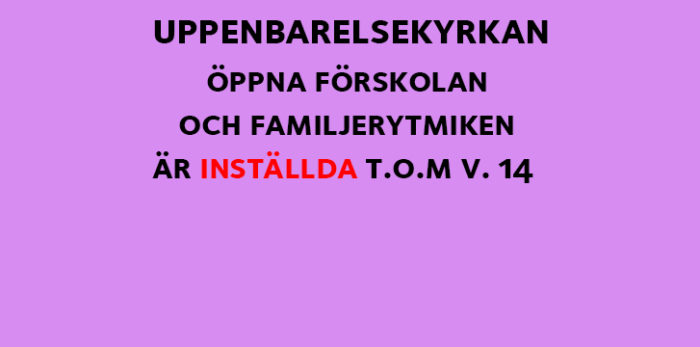 UPPENBARELSEKYRKAN
ÖPPNA FÖRSKOLAN
OCH FAMILJERYTMIKEN
ÄR INSTÄLLDA T.O.M V. 14